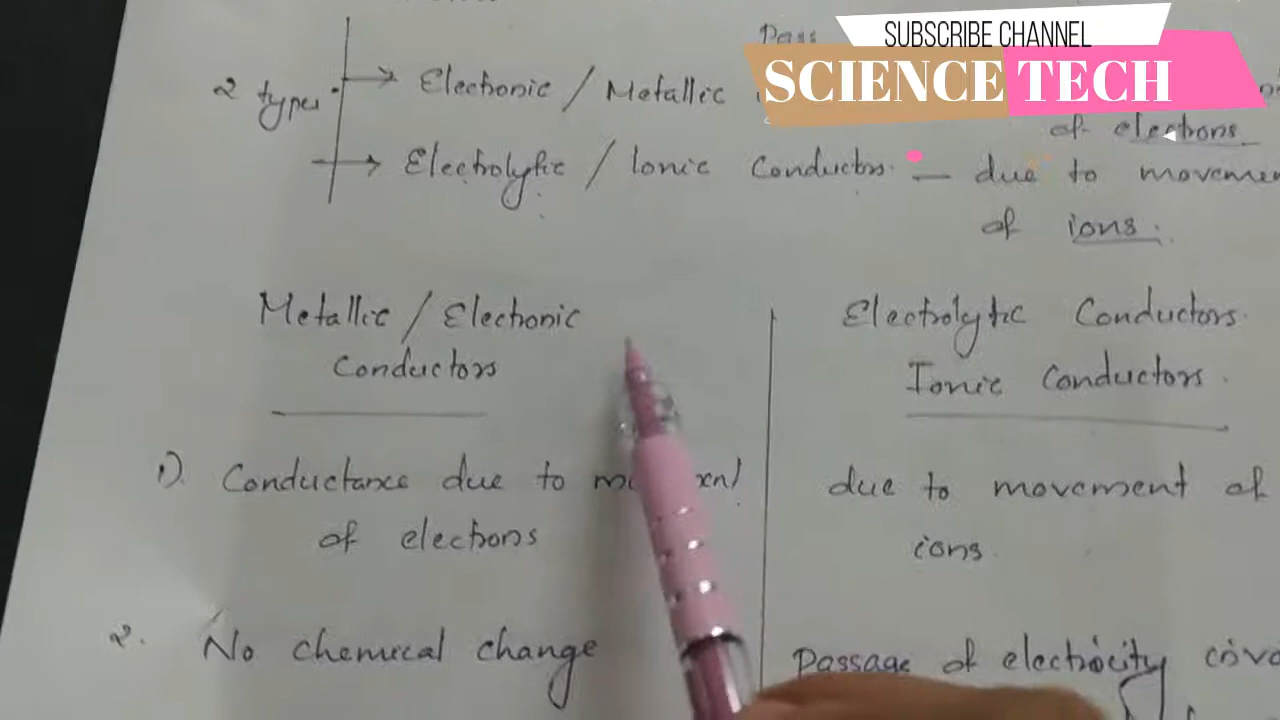 SUBSCRIBE CHANNEL
SCIENCE TECH
Pass
2 types → Electronic / Metallic
of electrons
→ Electrolytic / Ionic Conductors — due to movemen
of ions.
Metallic / Electronic
Conductors
Electrolytic Conductors
Ionic Conductors.
1). Conductance due to
of electrons
due to movement of
ions.
2. No chemical change
Passage of electricity